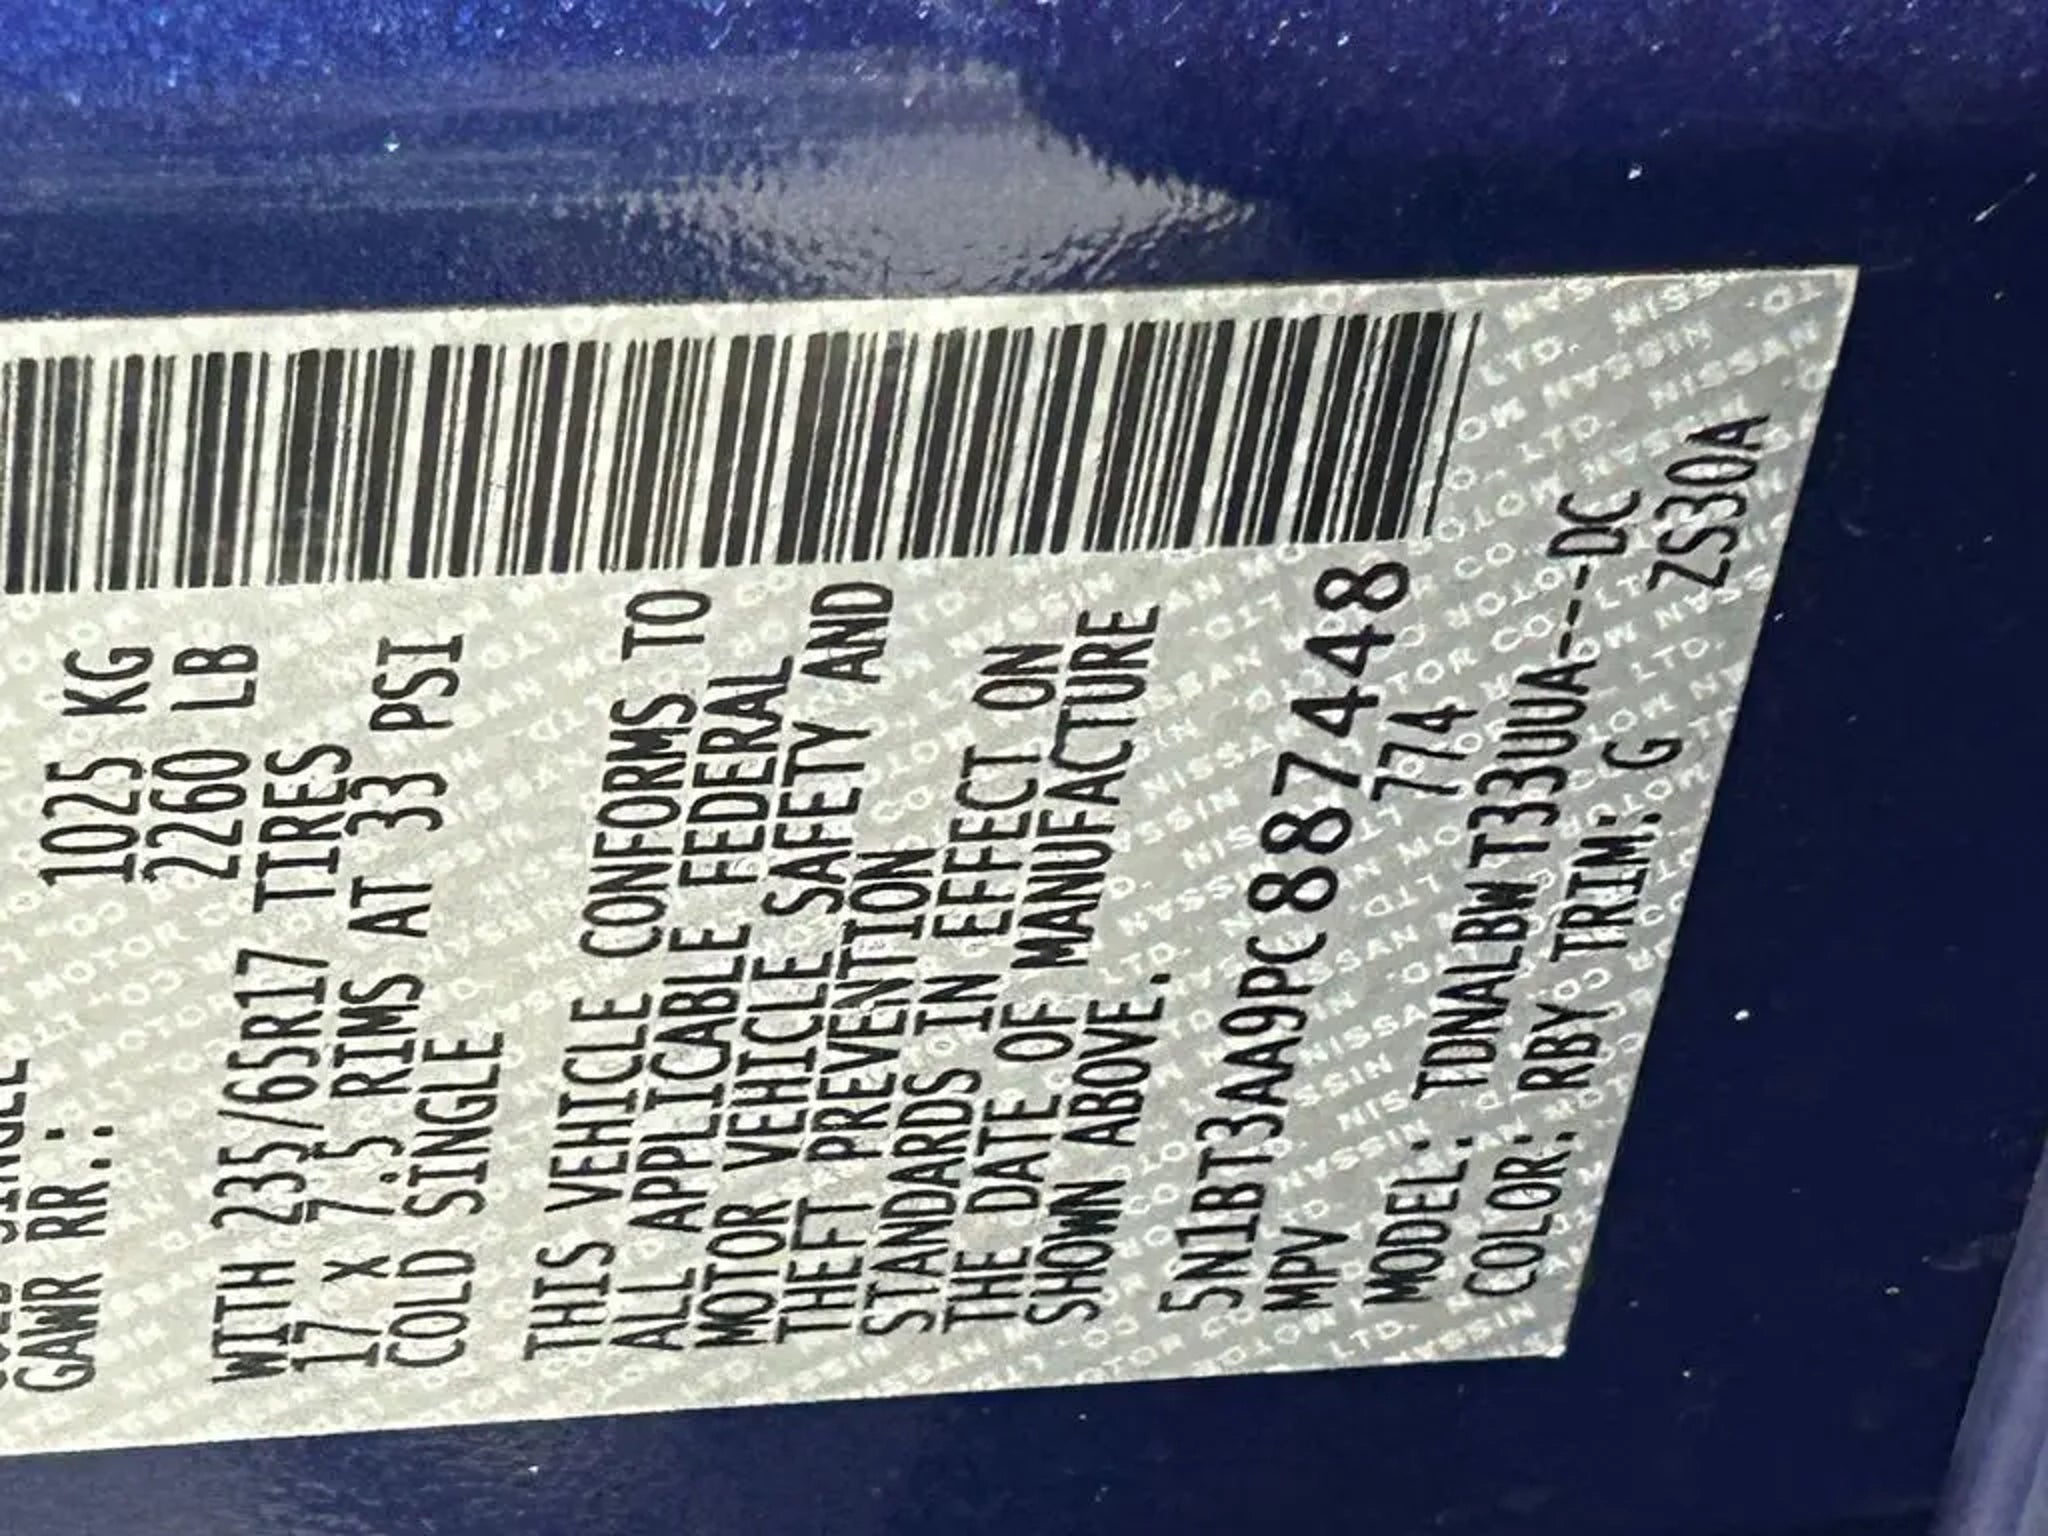 GAWR RR.: 1025 KG
2260 LB
WITH 235/65R17 TIRES
17 X 7.5 RIMS AT 33 PSI
COLD SINGLE
THIS VEHICLE CONFORMS TO
ALL APPLICABLE FEDERAL
MOTOR VEHICLE SAFETY AND
THEFT PREVENTION
STANDARDS IN EFFECT ON
THE DATE OF MANUFACTURE
SHOWN ABOVE.
5N1BT3AA9PC887448
MPV 774
MODEL: TDNALBWT33UUA---DC
COLOR: RBY TRIM: G ZS30A